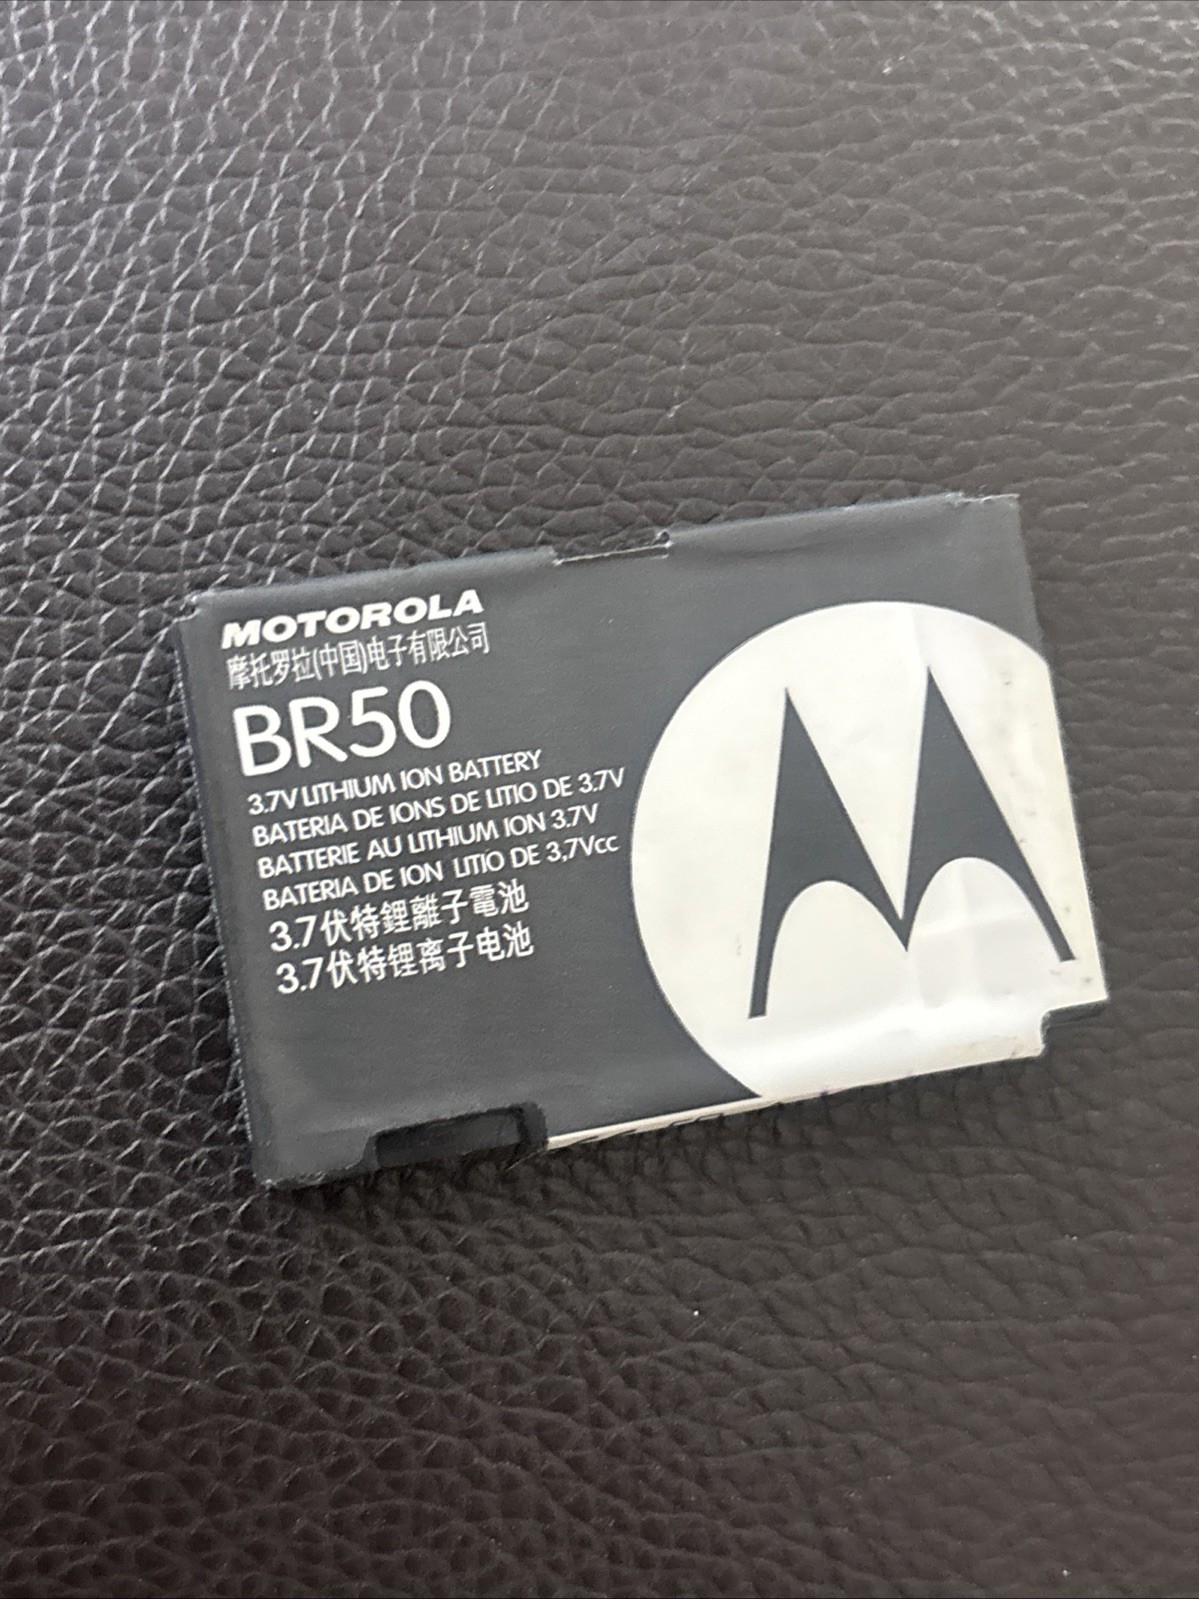 MOTOROLA
摩托罗拉(中国)电子有限公司
BR50
3.7V LITHIUM ION BATTERY
BATERIA DE IONS DE LITIO DE 3.7V
BATTERIE AU LITHIUM ION 3.7V
BATERIA DE ION LITIO DE 3,7Vcc
3.7伏特鋰離子電池
3.7伏特锂离子电池